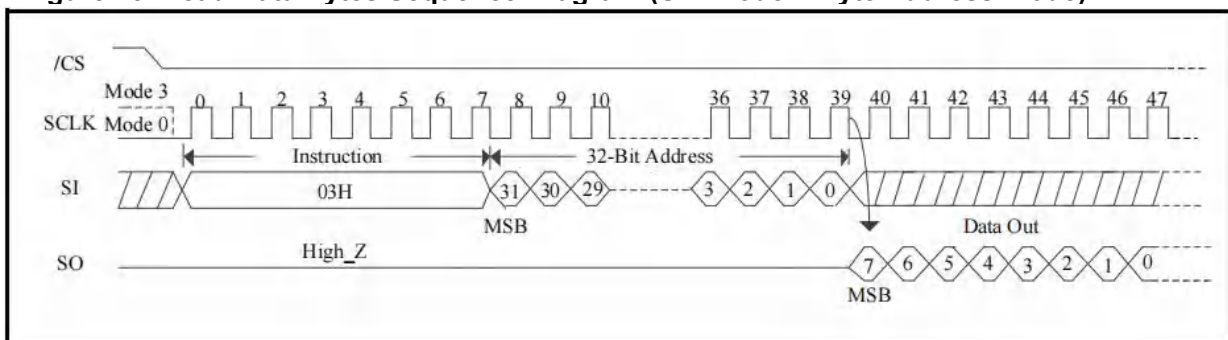 /CS
Mode 3
0 1 2 3 4 5 6 7 8 9 10 36 37 38 39 40 41 42 43 44 45 46 47
SCLK Mode 0
Instruction 32-Bit Address
SI 03H 31 30 29 3 2 1 0
MSB Data Out
High_Z
SO 7 6 5 4 3 2 1 0
MSB